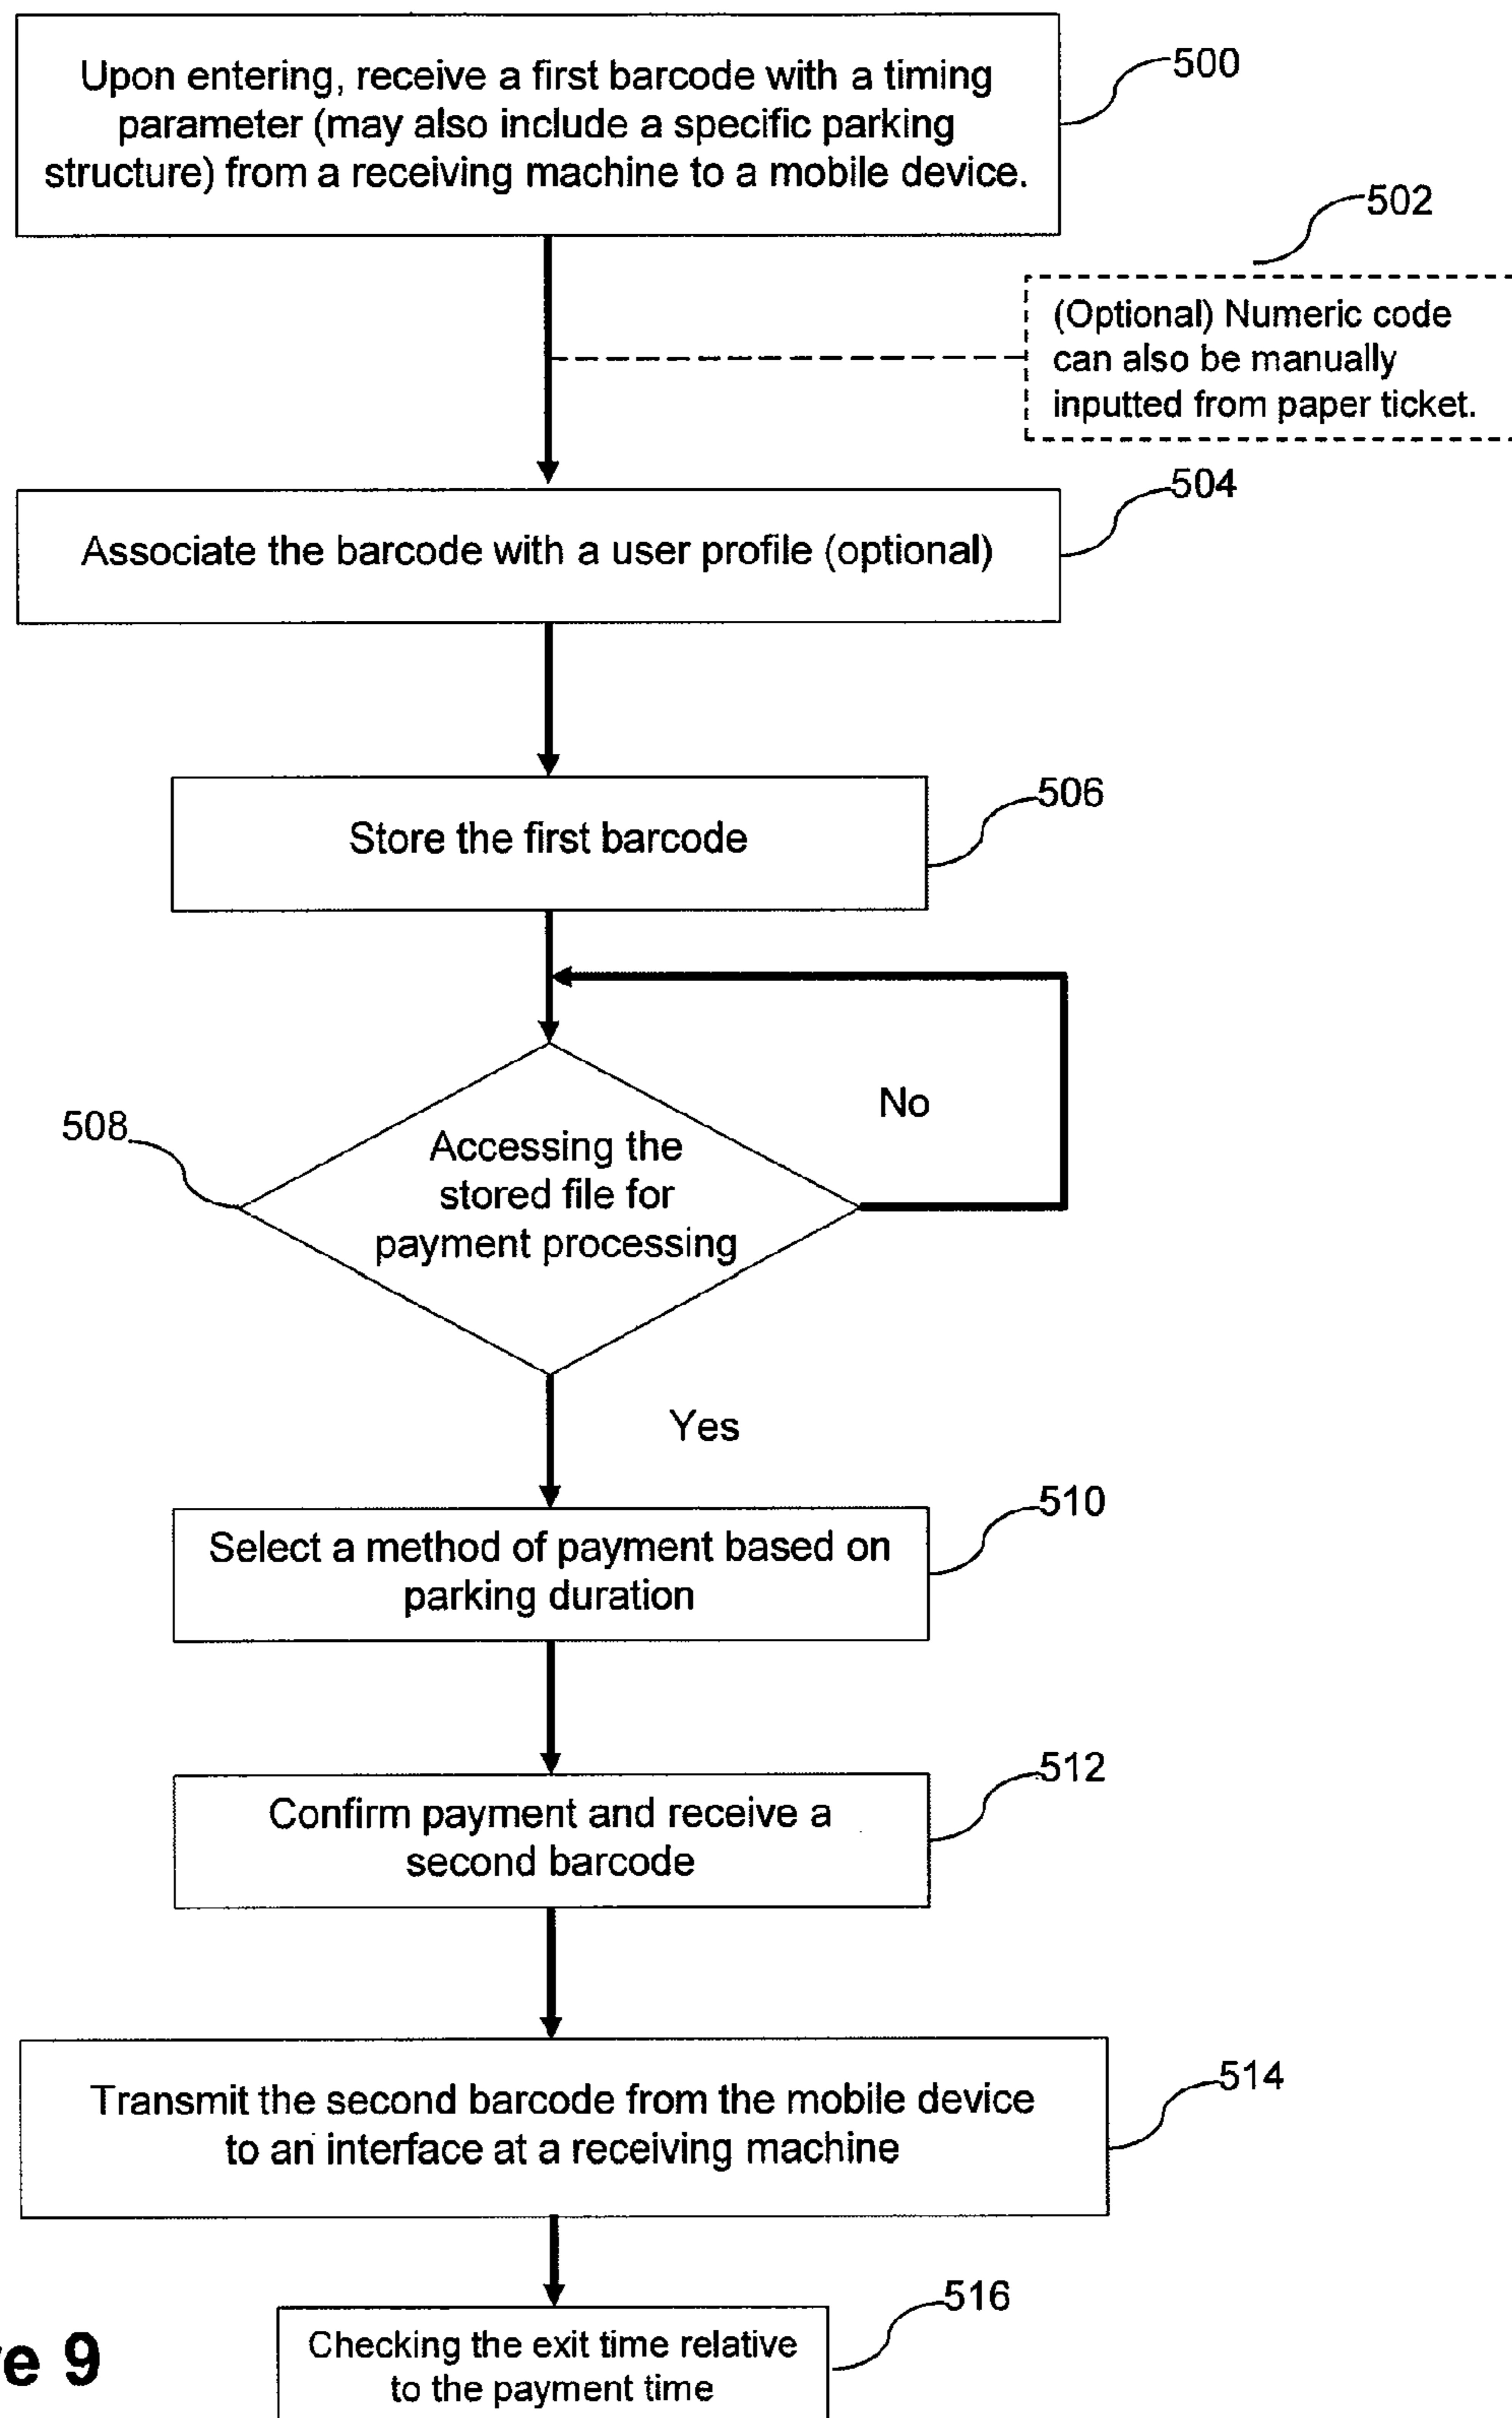 Upon entering, receive a first barcode with a timing
parameter (may also include a specific parking
structure) from a receiving machine to a mobile device.
500
502
(Optional) Numeric code
can also be manually
inputted from paper ticket.
504
Associate the barcode with a user profile (optional)
506
Store the first barcode
No
508
Accessing the
stored file for
payment processing
Yes
510
Select a method of payment based on
parking duration
512
Confirm payment and receive a
second barcode
514
Transmit the second barcode from the mobile device
to an interface at a receiving machine
516
Checking the exit time relative
to the payment time
e 9